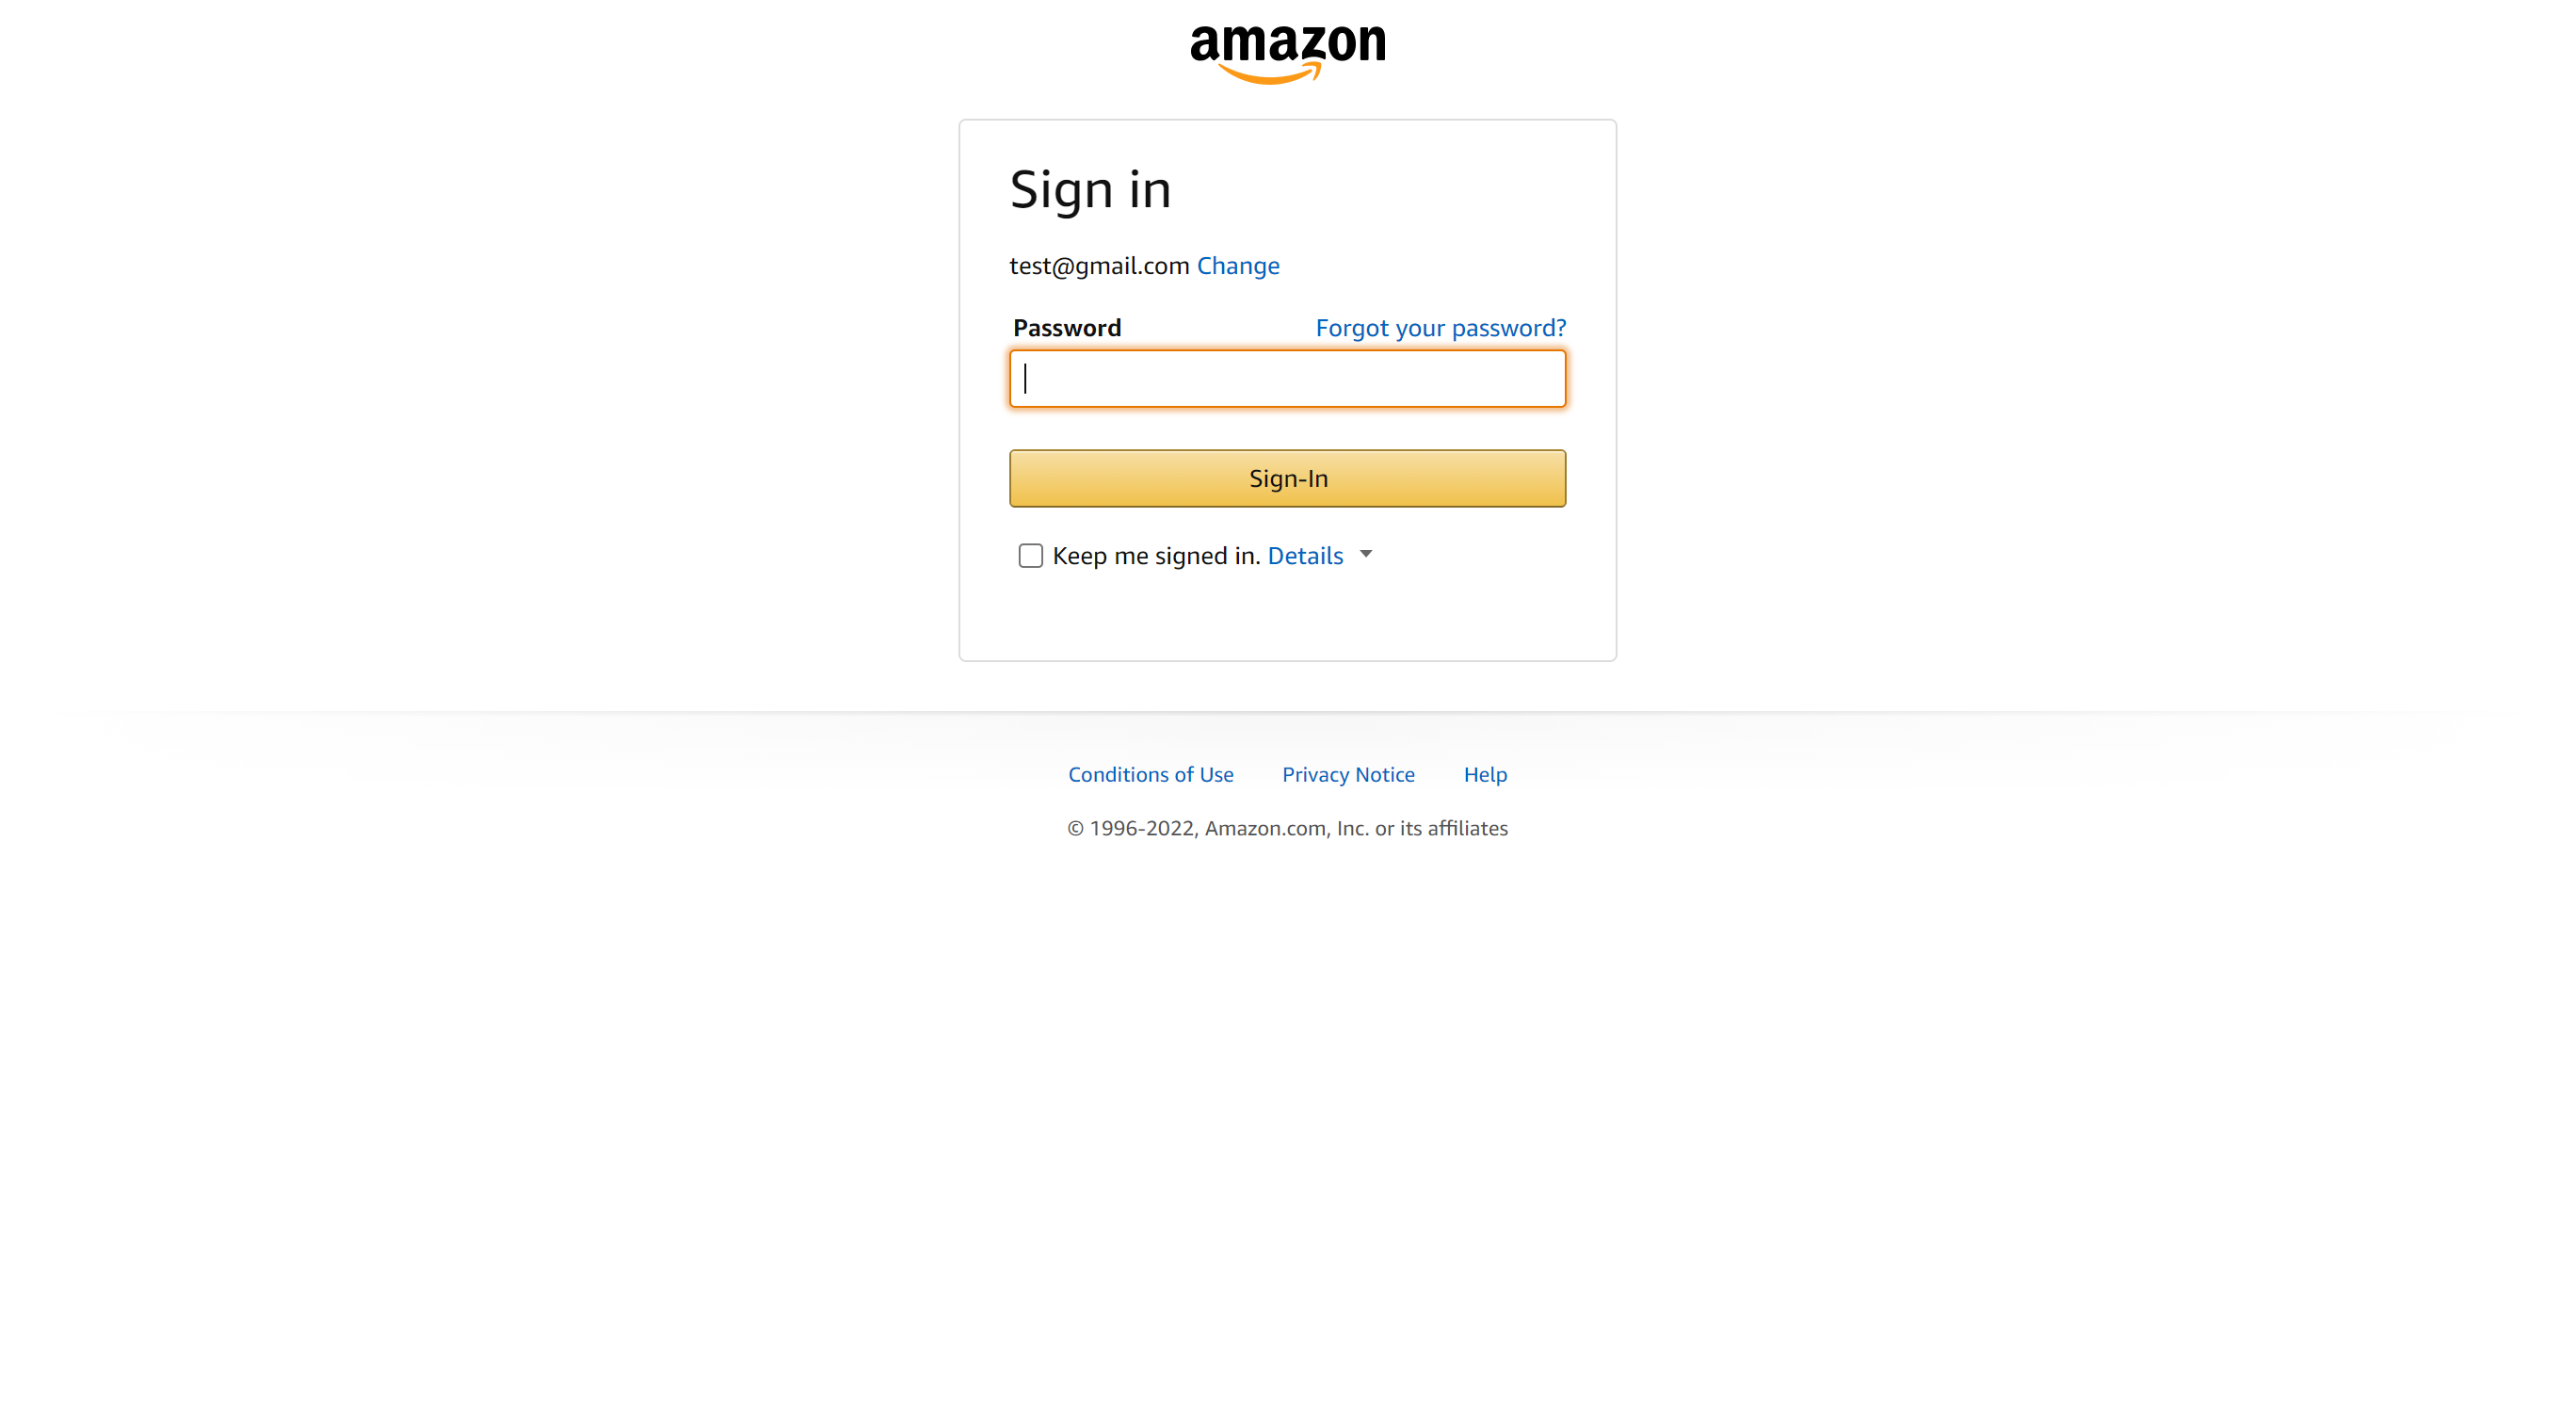 amazon
Sign in
test@gmail.com Change
Password Forgot your password?
Sign-In
Keep me signed in. Details
Conditions of Use Privacy Notice Help
© 1996-2022, Amazon.com, Inc. or its affiliates